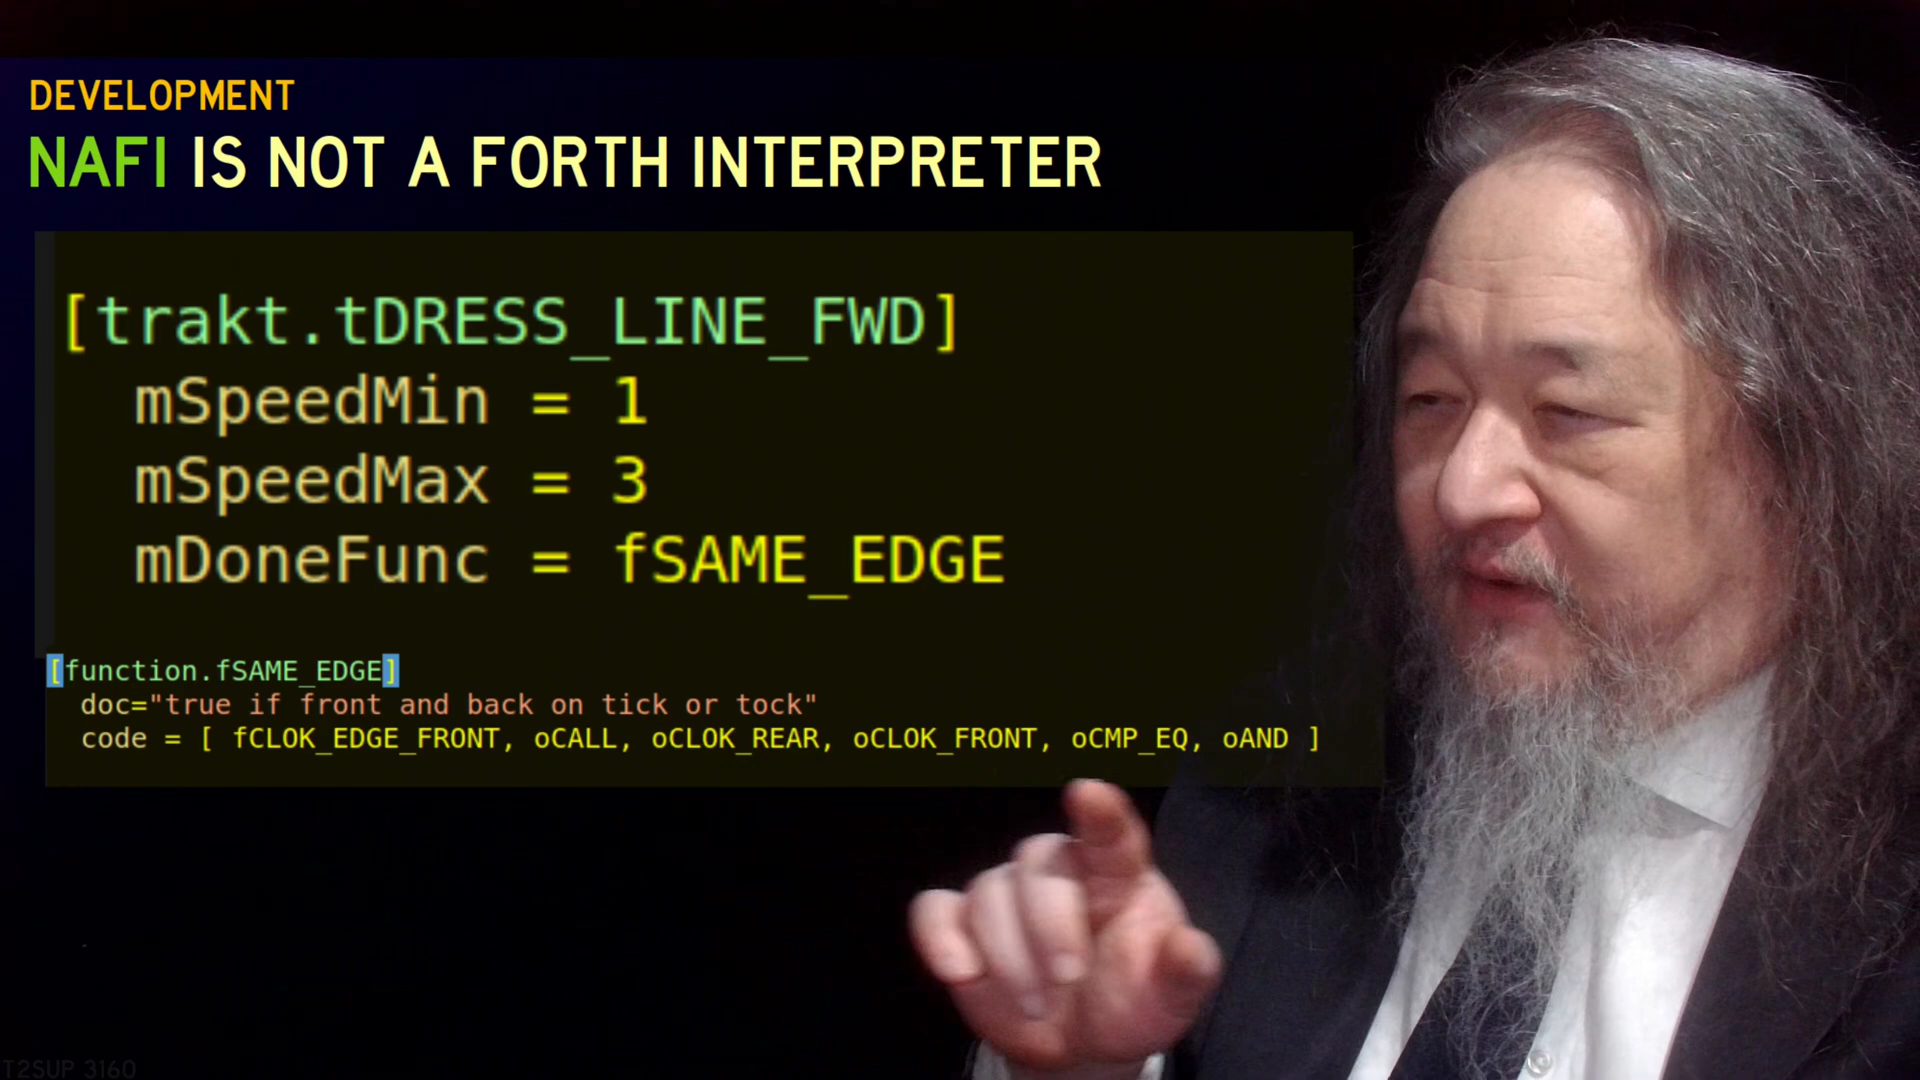 DEVELOPMENT
NAFI IS NOT A FORTH INTERPRETER
[trakt.tDRESS_LINE_FWD]
mSpeedMin = 1
mSpeedMax = 3
mDoneFunc = fSAME_EDGE
[function.fSAME_EDGE]
doc="true if front and back on tick or tock"
code = [ fCLOK_EDGE_FRONT, oCALL, oCLOK_REAR, oCLOK_FRONT, oCMP_EQ, oAND ]
T2SUP 3160